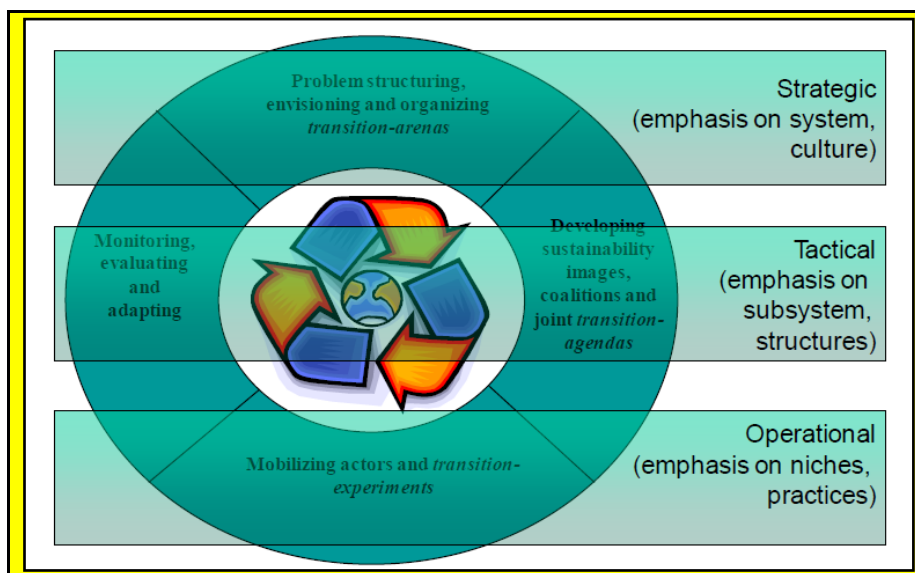 Problem structuring,
envisioning and organizing
transition-arenas
Strategic
(emphasis on system,
culture)
Monitoring,
evaluating
and
adapting
Developing
sustainability
images,
coalitions and
joint transition-
agendas
Tactical
(emphasis on
subsystem,
structures)
Mobilizing actors and transition-
experiments
Operational
(emphasis on niches,
practices)